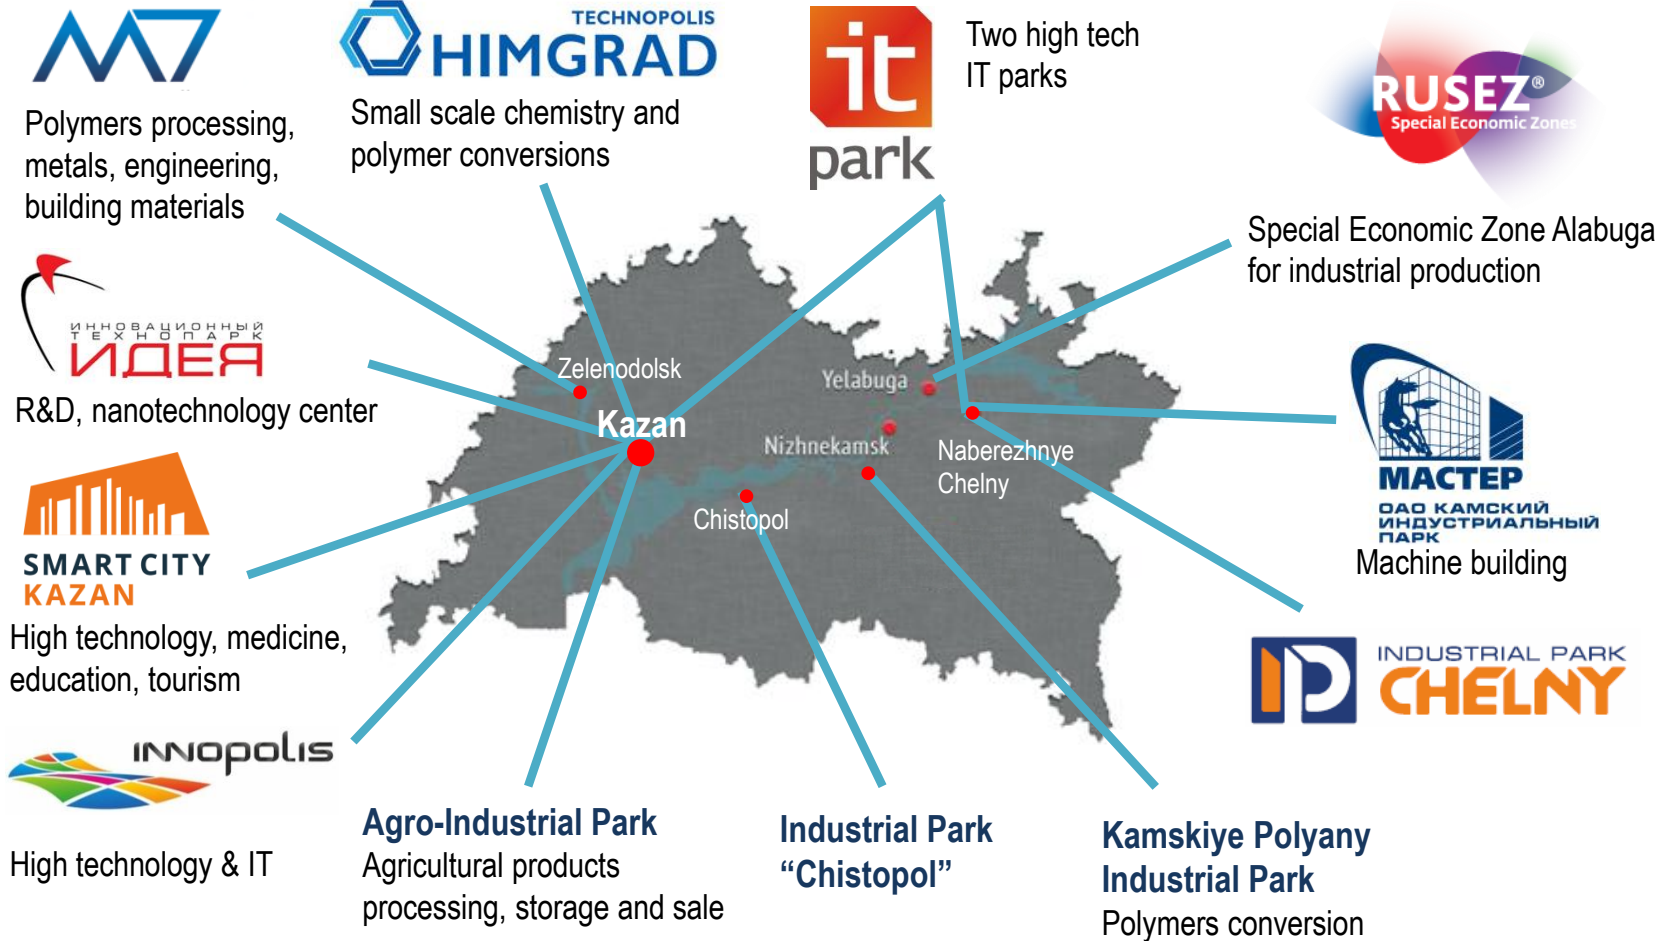 M7
Polymers processing,
metals, engineering,
building materials
TECHNOPOLIS
HIMGRAD
Small scale chemistry and
polymer conversions
it
park
Two high tech
IT parks
RUSEZ®
Special Economic Zones
Special Economic Zone Alabuga
for industrial production
ИННОВАЦИОННЫЙ
ТЕХНОПАРК
ИДЕЯ
R&D, nanotechnology center
SMART CITY
KAZAN
High technology, medicine,
education, tourism
INNOPOLIS
High technology & IT
Zelenodolsk
Kazan
Yelabuga
Nizhnekamsk
Naberezhnye
Chelny
Chistopol
МАСТЕР
ОАО КАМСКИЙ
ИНДУСТРИАЛЬНЫЙ
ПАРК
Machine building
INDUSTRIAL PARK
CHELNY
Agro-Industrial Park
Agricultural products
processing, storage and sale
Industrial Park
“Chistopol”
Kamskiye Polyany
Industrial Park
Polymers conversion